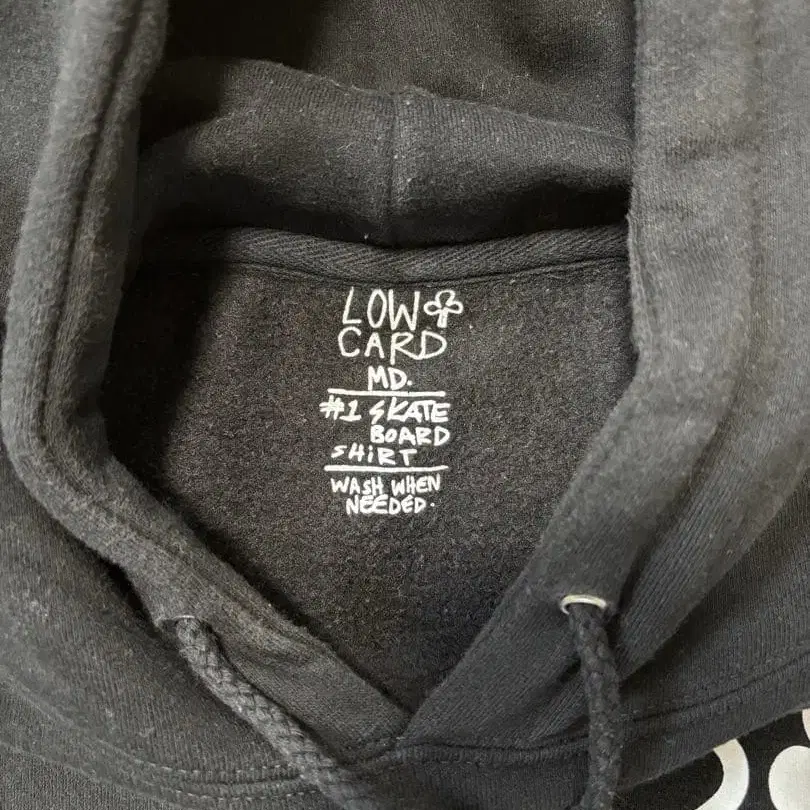 LOW
CARD
MD.
#1 SKATE
BOARD
SHIRT
WASH WHEN
NEEDED.